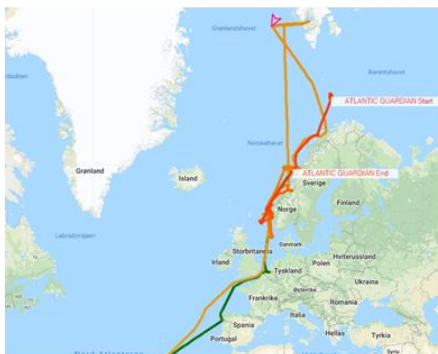 Grønlandshavet
Barentshavet
ATLANTIC GUARDIAN Start
Norskehavet
Grønland
Island
ATLANTIC GUARDIAN End
Sverige
Finland
Norge
Labradorsjøen
Storbritannia
Danmark
Irland
Hviterussland
Polen
Tyskland
Ukraina
Østerrike
Frankrike
Romania
Italia
Spania
Portugal
Hellas
Tyrkia